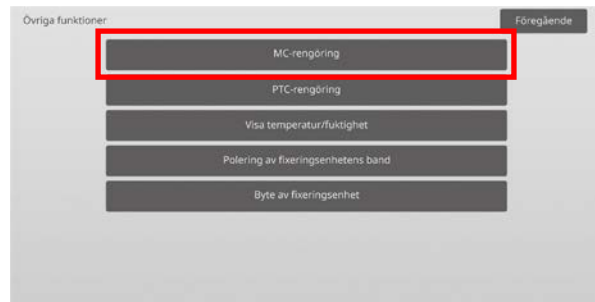 Övriga funktioner
Föregående
MC-rengöring
PTC-rengöring
Visa temperatur/fuktighet
Polering av fixeringsenhetens band
Byte av fixeringsenhet